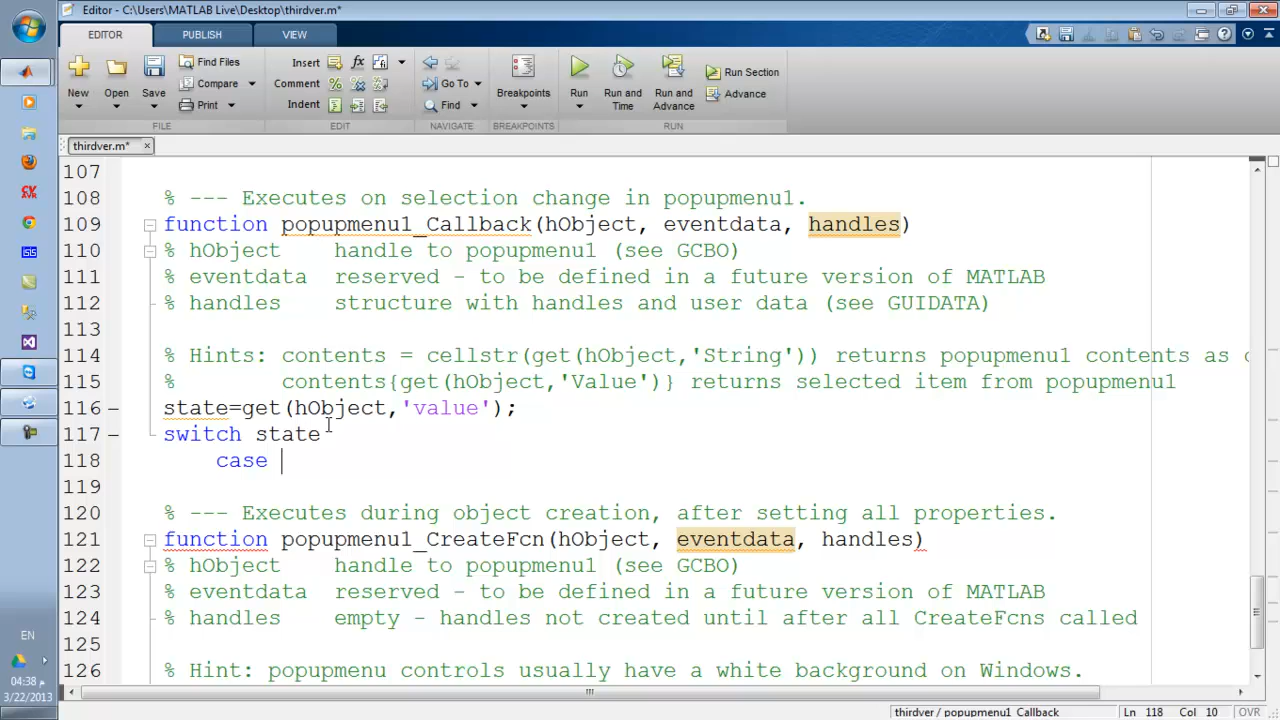 Editor - C:\Users\MATLAB Live\Desktop\thirdver.m*
EDITOR PUBLISH VIEW
New Open Save Find Files Compare Print
Insert Comment Indent
Go To Find
Breakpoints
Run Run and Time Run and Advance Run Section Advance
FILE EDIT NAVIGATE BREAKPOINTS RUN
thirdver.m*
107
108 % --- Executes on selection change in popupmenu1.
109 function popupmenu1_Callback(hObject, eventdata, handles)
110 % hObject    handle to popupmenu1 (see GCBO)
111 % eventdata  reserved - to be defined in a future version of MATLAB
112 % handles    structure with handles and user data (see GUIDATA)
113
114 % Hints: contents = cellstr(get(hObject,'String')) returns popupmenu1 contents as c
115 %        contents{get(hObject,'Value')} returns selected item from popupmenu1
116 state=get(hObject,'value');
117 switch state
118     case
119
120 % --- Executes during object creation, after setting all properties.
121 function popupmenu1_CreateFcn(hObject, eventdata, handles)
122 % hObject    handle to popupmenu1 (see GCBO)
123 % eventdata  reserved - to be defined in a future version of MATLAB
124 % handles    empty - handles not created until after all CreateFcns called
125
126 % Hint: popupmenu controls usually have a white background on Windows.
thirdver / popupmenu1_Callback Ln 118 Col 10 OVR
CV
AVR
ISIS
EN
04:38 م
3/22/2013